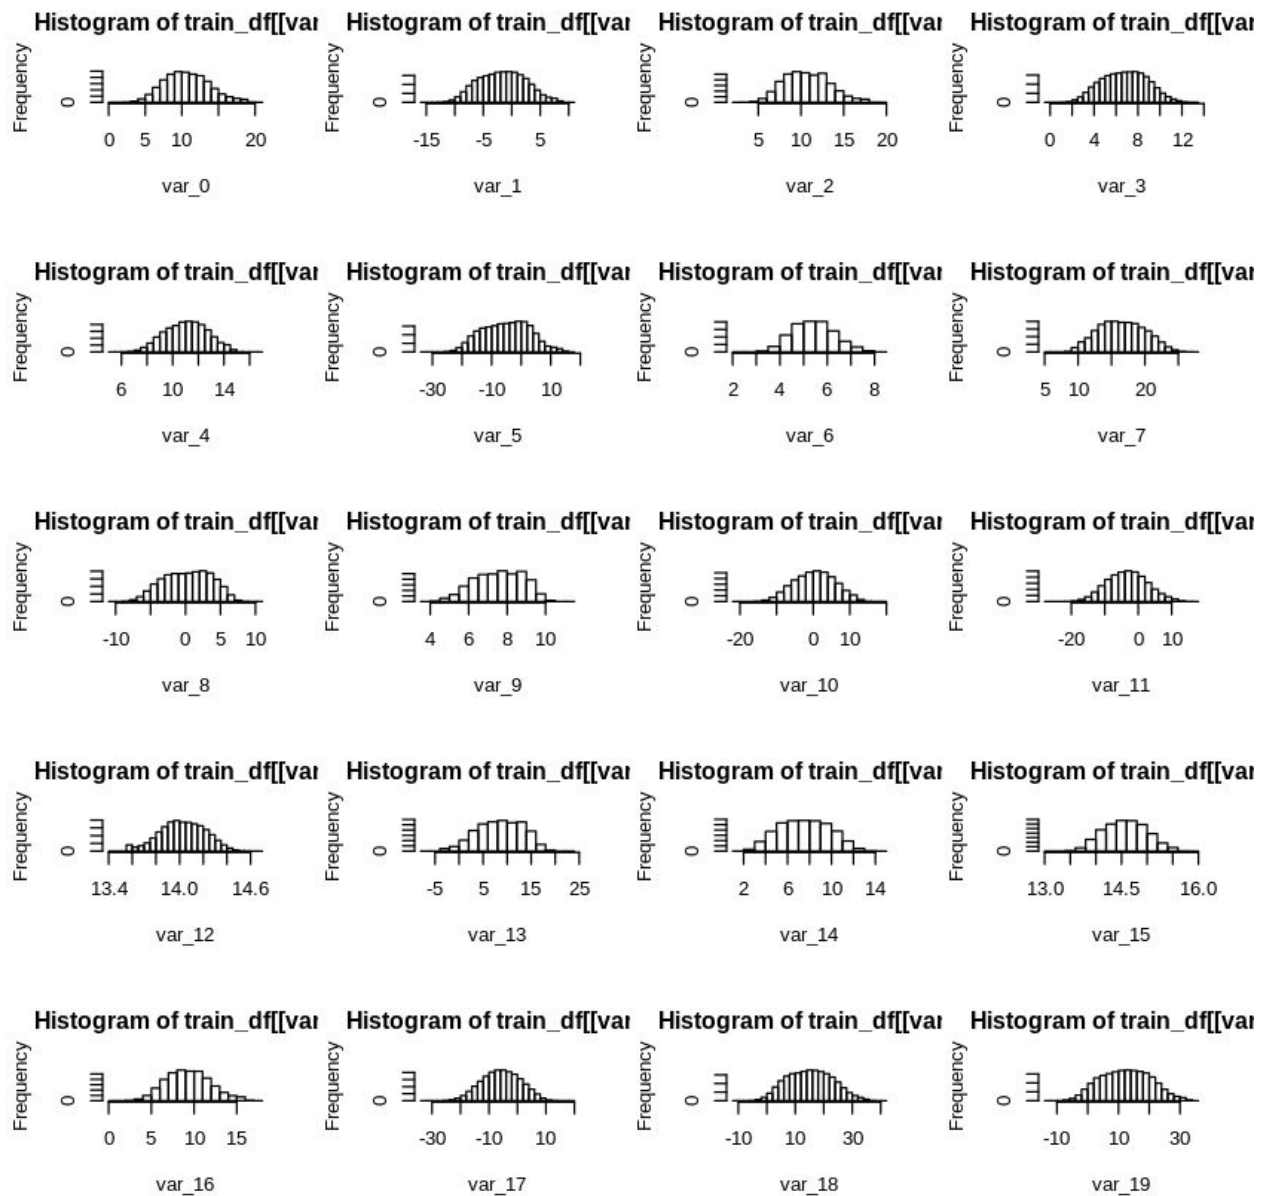 Histogram of train_df[[var Histogram of train_df[[var Histogram of train_df[[var Histogram of train_df[[var
Frequency 0 Frequency 0 Frequency 0 Frequency 0
0 5 10 20 -15 -5 5 5 10 15 20 0 4 8 12
var_0 var_1 var_2 var_3
Histogram of train_df[[var Histogram of train_df[[var Histogram of train_df[[var Histogram of train_df[[var
Frequency 0 Frequency 0 Frequency 0 Frequency 0
6 10 14 -30 -10 10 2 4 6 8 5 10 20
var_4 var_5 var_6 var_7
Histogram of train_df[[var Histogram of train_df[[var Histogram of train_df[[var Histogram of train_df[[var
Frequency 0 Frequency 0 Frequency 0 Frequency 0
-10 0 5 10 4 6 8 10 -20 0 10 -20 0 10
var_8 var_9 var_10 var_11
Histogram of train_df[[var Histogram of train_df[[var Histogram of train_df[[var Histogram of train_df[[var
Frequency 0 Frequency 0 Frequency 0 Frequency 0
13.4 14.0 14.6 -5 5 15 25 2 6 10 14 13.0 14.5 16.0
var_12 var_13 var_14 var_15
Histogram of train_df[[var Histogram of train_df[[var Histogram of train_df[[var Histogram of train_df[[var
Frequency 0 Frequency 0 Frequency 0 Frequency 0
0 5 10 15 -30 -10 10 -10 10 30 -10 10 30
var_16 var_17 var_18 var_19